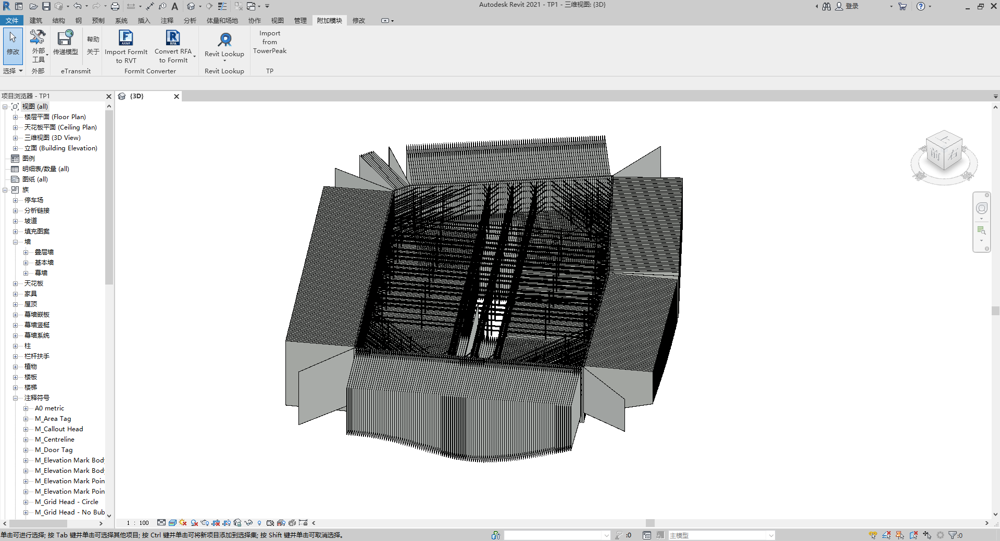 Autodesk Revit 2021 - TP1 - 三维视图: {3D}
登录
文件 建筑 结构 钢 预制 系统 插入 注释 分析 体量和场地 协作 视图 管理 附加模块 修改
修改
外部
工具
传递模型
帮助
关于
AXMF
Import FormIt
to RVT
RFA
Convert RFA
to FormIt
Revit Lookup
Import
from
TowerPeak
选择 外部 eTransmit FormIt Converter Revit Lookup TP
项目浏览器 - TP1
{3D}
视图 (all)
楼层平面 (Floor Plan)
天花板平面 (Ceiling Plan)
三维视图 (3D View)
立面 (Building Elevation)
图例
明细表/数量 (all)
图纸 (all)
族
停车场
分析链接
坡道
填充图案
墙
叠层墙
基本墙
幕墙
天花板
家具
屋顶
幕墙嵌板
幕墙竖梃
幕墙系统
柱
栏杆扶手
植物
楼板
楼梯
注释符号
A0 metric
M_Area Tag
M_Callout Head
M_Centreline
M_Door Tag
M_Elevation Mark Body
M_Elevation Mark Body
M_Elevation Mark Poin
M_Elevation Mark Poin
M_Grid Head - Circle
M_Grid Head - No Bub
上
前
右
1 : 100
单击可进行选择; 按 Tab 键并单击可选择其他项目; 按 Ctrl 键并单击可将新项目添加到选择集; 按 Shift 键并单击可取消选择。
:0
主模型
:0